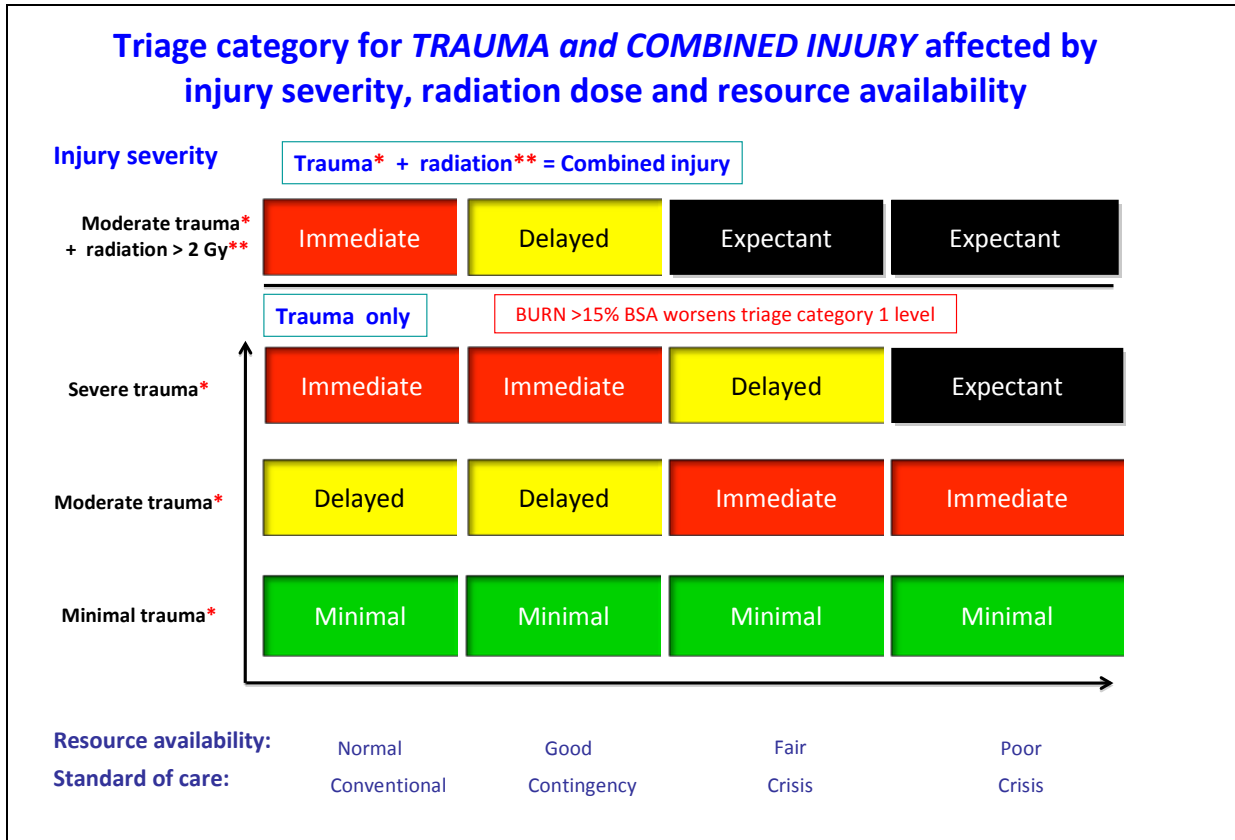 Triage category for TRAUMA and COMBINED INJURY affected by
injury severity, radiation dose and resource availability
Injury severity
Trauma* + radiation** = Combined injury
Moderate trauma*
+ radiation > 2 Gy**
Immediate
Delayed
Expectant
Expectant
Trauma only
BURN >15% BSA worsens triage category 1 level
Severe trauma*
Immediate
Immediate
Delayed
Expectant
Moderate trauma*
Delayed
Delayed
Immediate
Immediate
Minimal trauma*
Minimal
Minimal
Minimal
Minimal
Resource availability:
Normal
Good
Fair
Poor
Standard of care:
Conventional
Contingency
Crisis
Crisis